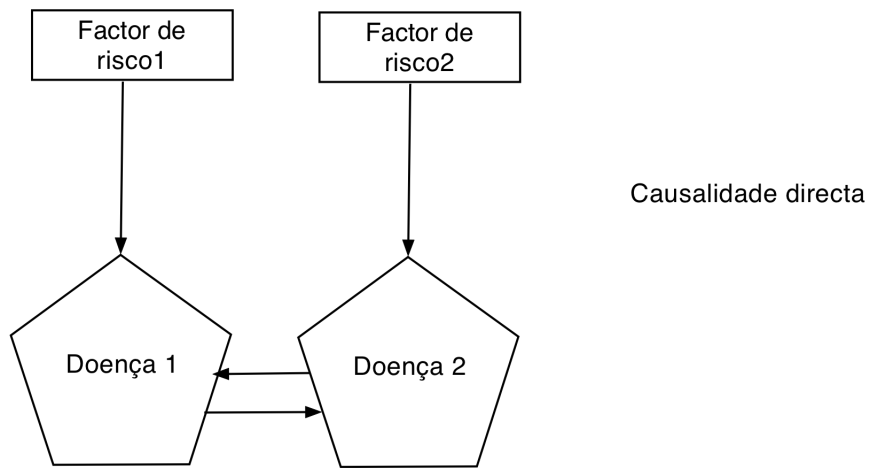 Factor de
risco1
Factor de
risco2
Causalidade directa
Doença 1
Doença 2